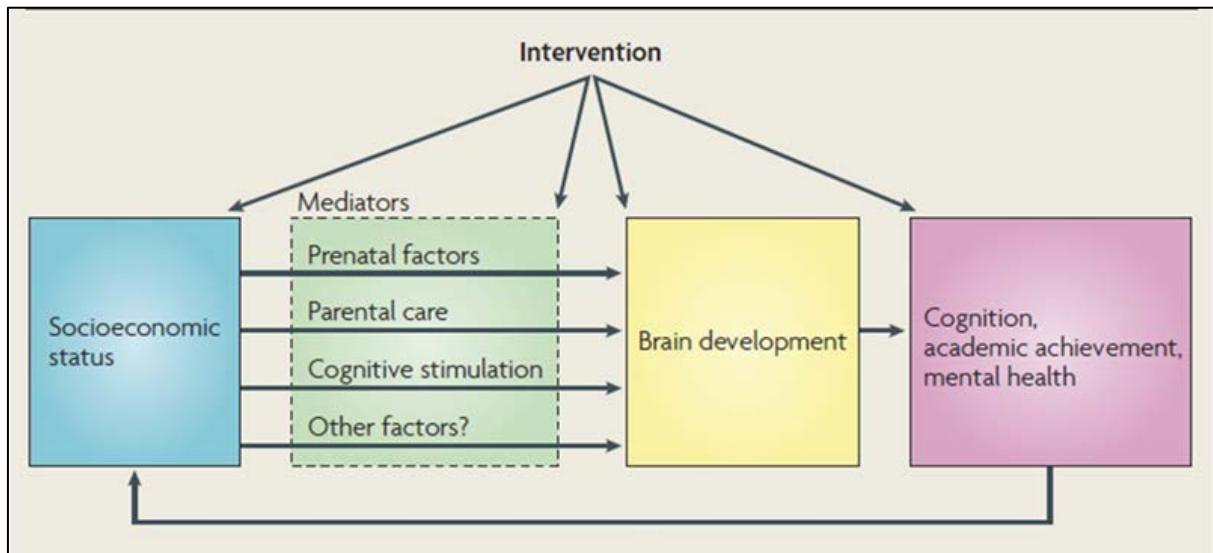 Intervention
Mediators
Prenatal factors
Parental care
Cognitive stimulation
Other factors?
Socioeconomic
status
Brain development
Cognition,
academic achievement,
mental health